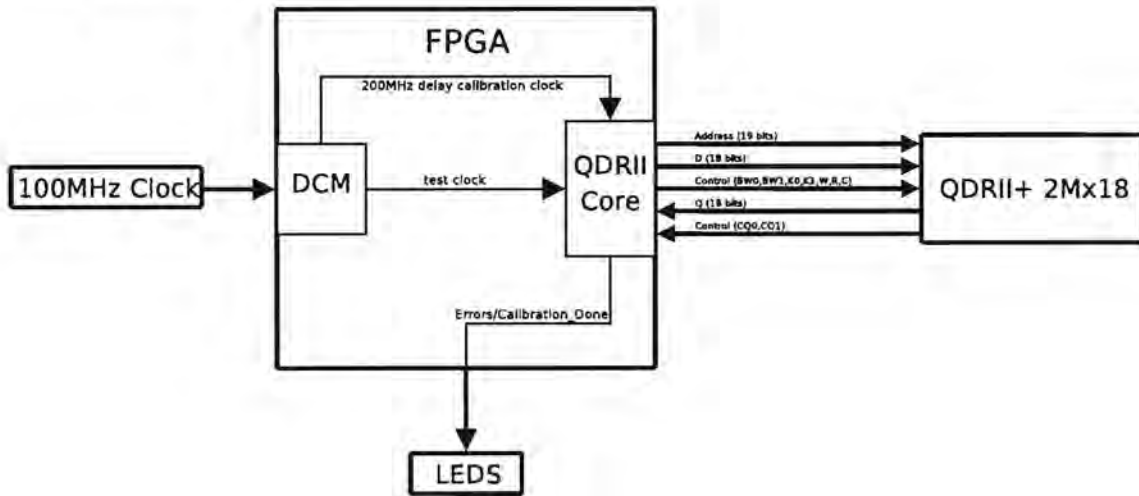 FPGA
200MHz delay calibration clock
Address (19 bits)
D (18 bits)
100MHz Clock
DCM
test clock
QDRII
Core
Control (BW0,BW1,K0,K1,W,R,C)
QDRII+ 2Mx18
Q (18 bits)
Control (CQ0,CQ1)
Errors/Calibration_Done
LEDS